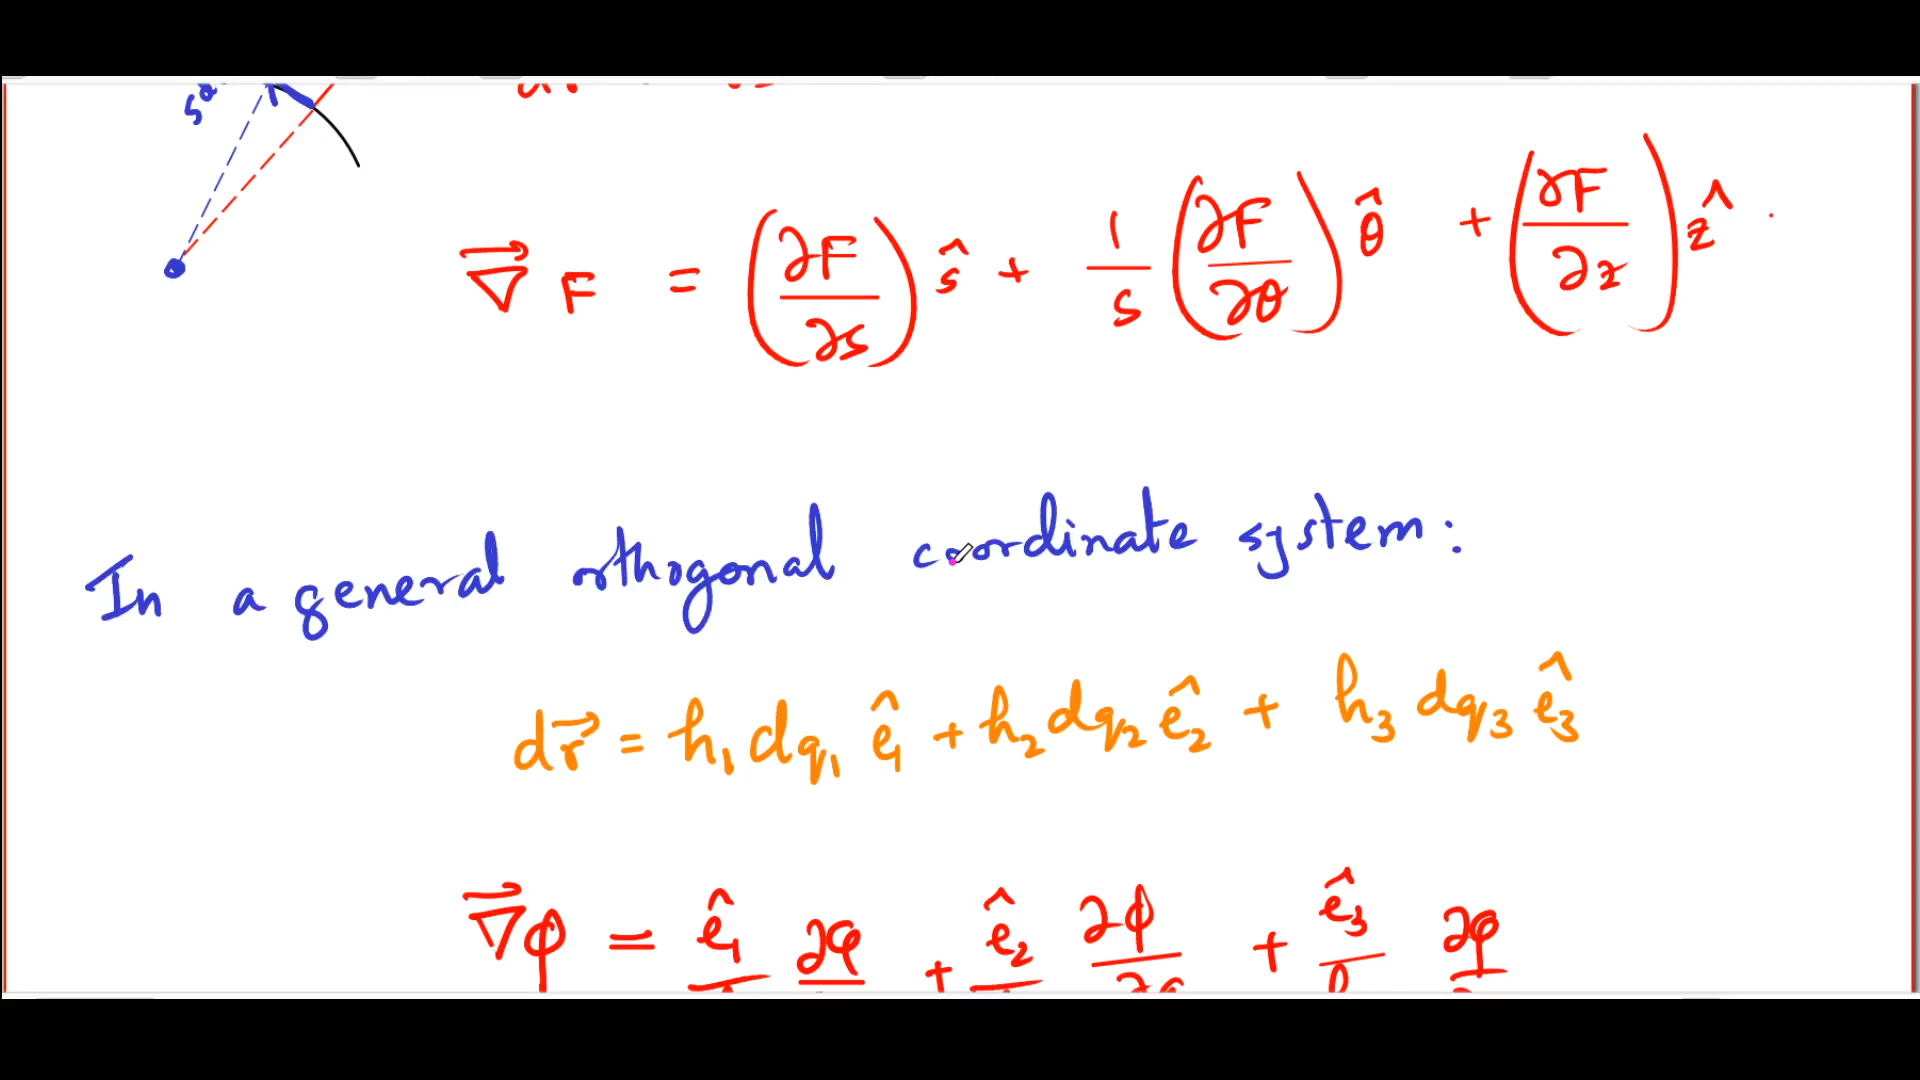 ∇⃗F = (∂F/∂s) ŝ + 1/s (∂F/∂θ) θ̂ + (∂F/∂z) ẑ .
In a general orthogonal coordinate system:
dr⃗ = h₁dq₁ ê₁ + h₂dq₂ ê₂ + h₃dq₃ ê₃
∇⃗φ = ê₁ ∂φ + ê₂ ∂φ + ê₃ ∂φ